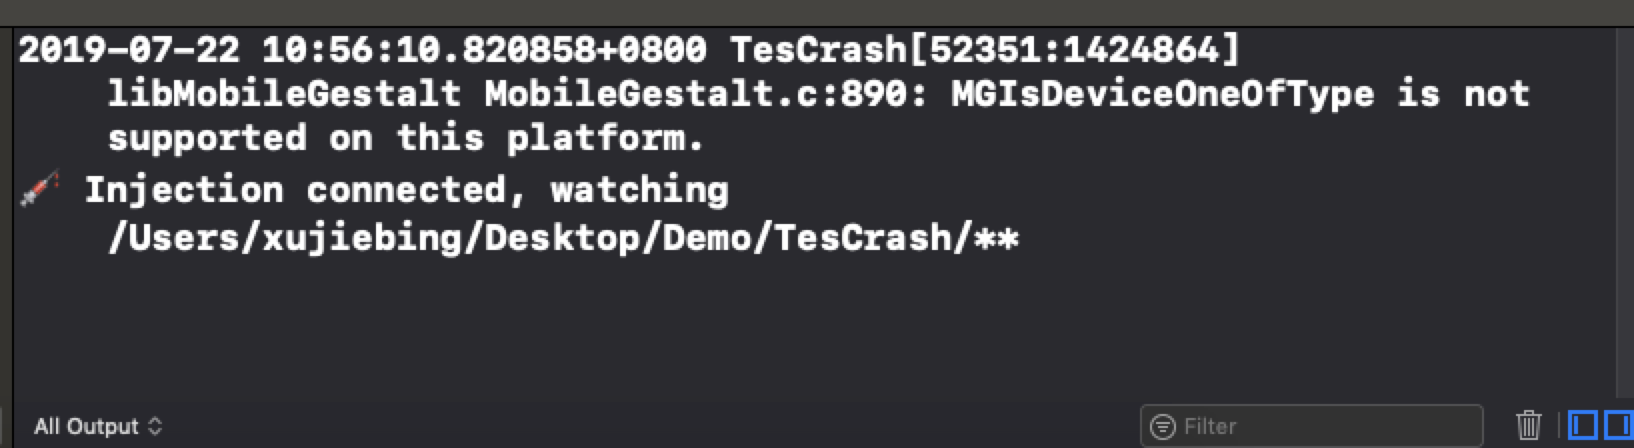 2019-07-22 10:56:10.820858+0800 TesCrash[52351:1424864]
libMobileGestalt MobileGestalt.c:890: MGIsDeviceOneOfType is not
supported on this platform.
💉 Injection connected, watching
/Users/xujiebing/Desktop/Demo/TesCrash/**
All Output
Filter